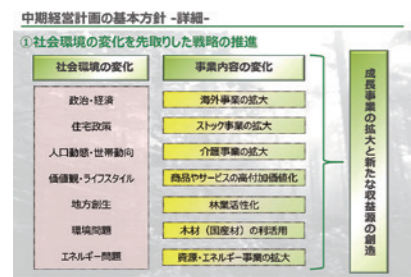 中期経営計画の基本方針 -詳細-
①社会環境の変化を先取りした戦略の推進
社会環境の変化
事業内容の変化
政治・経済
海外事業の拡大
住宅政策
ストック事業の拡大
人口動態・世帯動向
介護事業の拡大
価値観・ライフスタイル
商品やサービスの高付加価値化
地方創生
林業活性化
環境問題
木材（国産材）の利活用
エネルギー問題
資源・エネルギー事業の拡大
成長事業の拡大と新たな収益源の創造